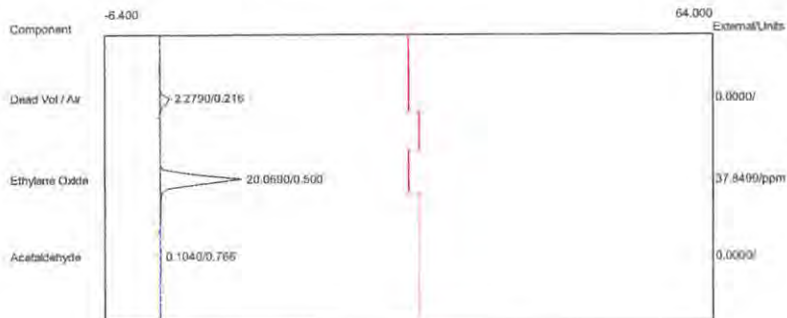 -6.400 64.000
Component External/Units
Dead Vol / Air 2.2790/0.216 0.0000/
Ethylene Oxide 20.0690/0.500 37.8499/ppm
Acetaldehyde 0.1040/0.766 0.0000/